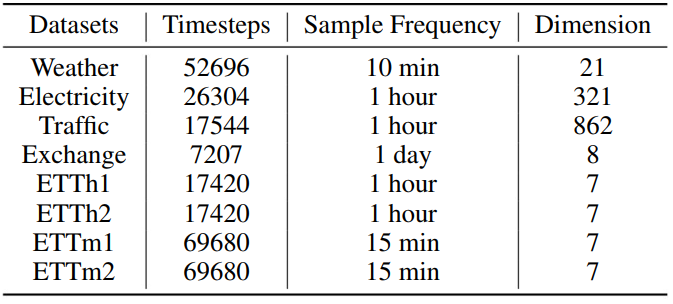 Datasets Timesteps Sample Frequency Dimension
Weather 52696 10 min 21
Electricity 26304 1 hour 321
Traffic 17544 1 hour 862
Exchange 7207 1 day 8
ETTh1 17420 1 hour 7
ETTh2 17420 1 hour 7
ETTm1 69680 15 min 7
ETTm2 69680 15 min 7